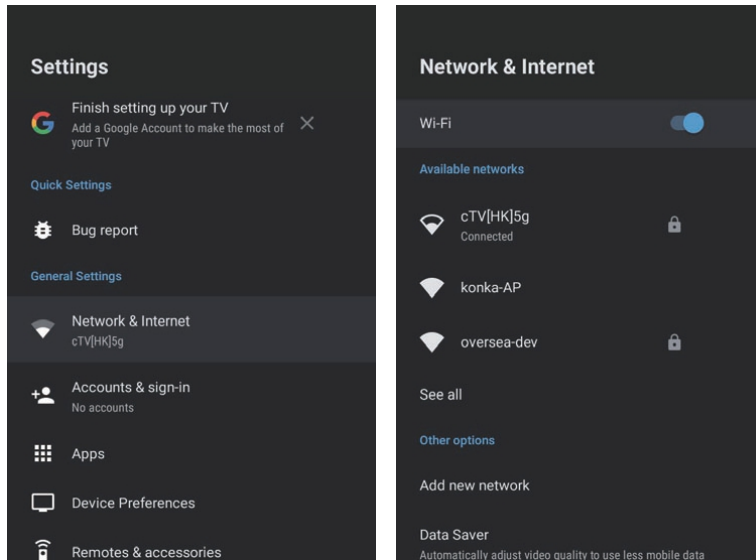 Settings
Finish setting up your TV
Add a Google Account to make the most of
your TV
Quick Settings
Bug report
General Settings
Network & Internet
cTV[HK]5g
Accounts & sign-in
No accounts
Apps
Device Preferences
Remotes & accessories
Network & Internet
Wi-Fi
Available networks
cTV[HK]5g
Connected
konka-AP
oversea-dev
See all
Other options
Add new network
Data Saver
Automatically adjust video quality to use less mobile data